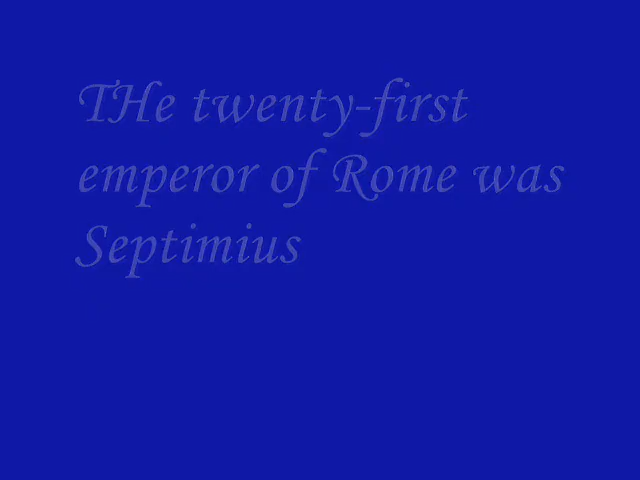 THe twenty-first
emperor of Rome was
Septimius